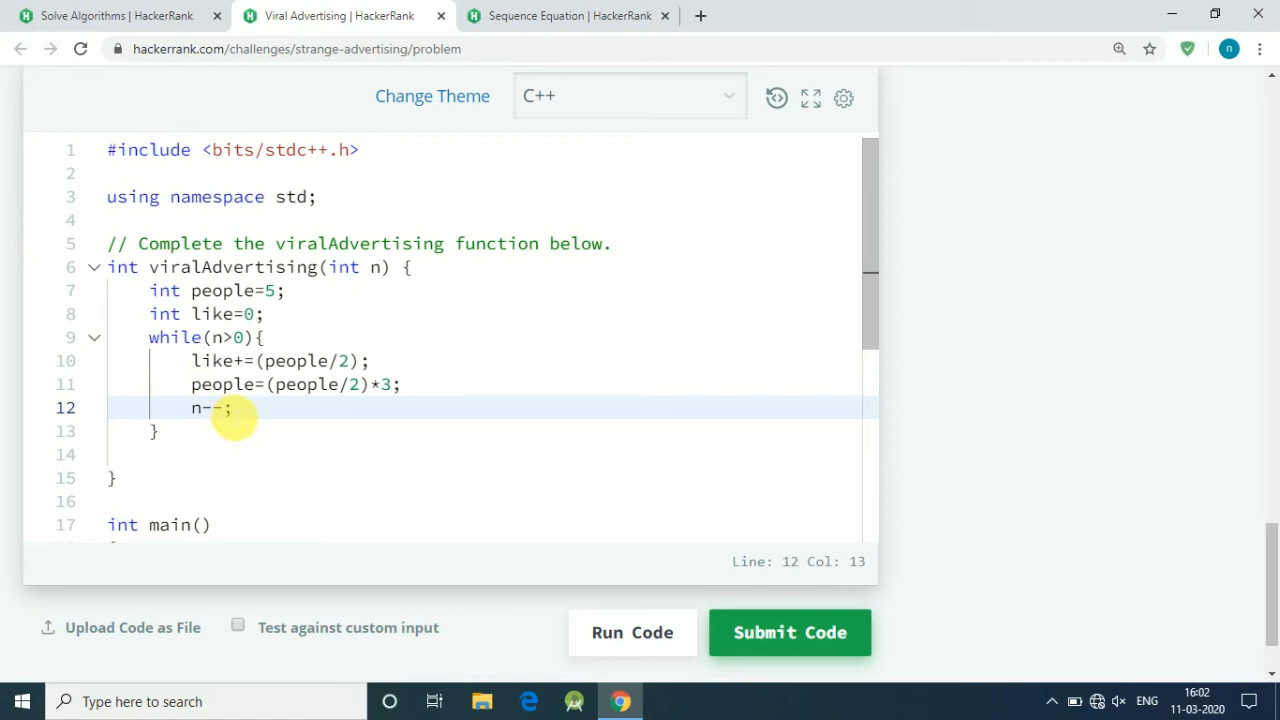 Solve Algorithms | HackerRank
Viral Advertising | HackerRank
Sequence Equation | HackerRank
hackerrank.com/challenges/strange-advertising/problem
n
Change Theme
C++
1 #include <bits/stdc++.h>
2
3 using namespace std;
4
5 // Complete the viralAdvertising function below.
6 int viralAdvertising(int n) {
7 int people=5;
8 int like=0;
9 while(n>0){
10 like+=(people/2);
11 people=(people/2)*3;
12 n--;
13 }
14
15 }
16
17 int main()
Line: 12 Col: 13
Upload Code as File
Test against custom input
Run Code
Submit Code
Type here to search
ENG
16:02
11-03-2020